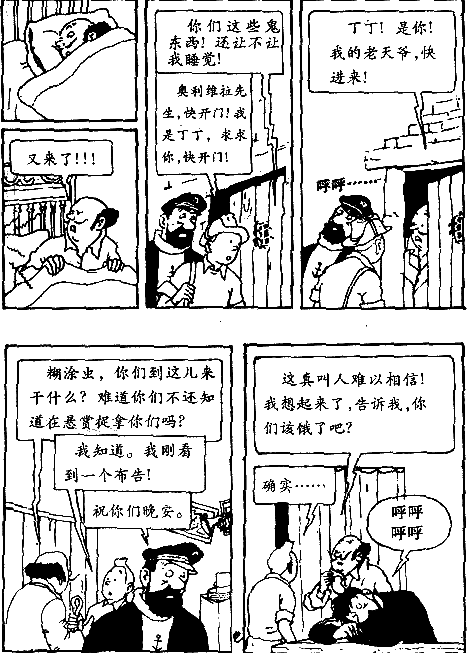 又来了!!!
你们这些鬼
东西! 还让不让
我睡觉!
奥利维拉先
生,快开门! 我
是丁丁, 求求
你,快开门!
丁丁! 是你!
我的老天爷,快
进来!
呼呼……
糊涂虫, 你们到这儿来
干什么? 难道你们不还知
道在悬赏捉拿你们吗?
我知道。我刚看
到一个布告!
祝你们晚安。
这真叫人难以相信!
我想起来了,告诉我,你
们该饿了吧?
确实……
呼呼
呼呼